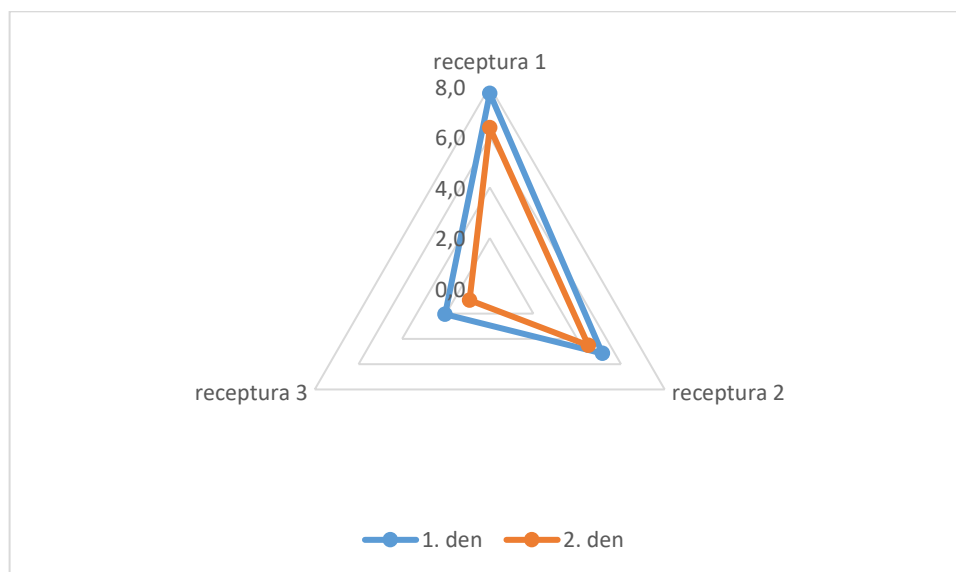 receptura 1
8,0
6,0
4,0
2,0
0,0
receptura 3
receptura 2
1. den
2. den